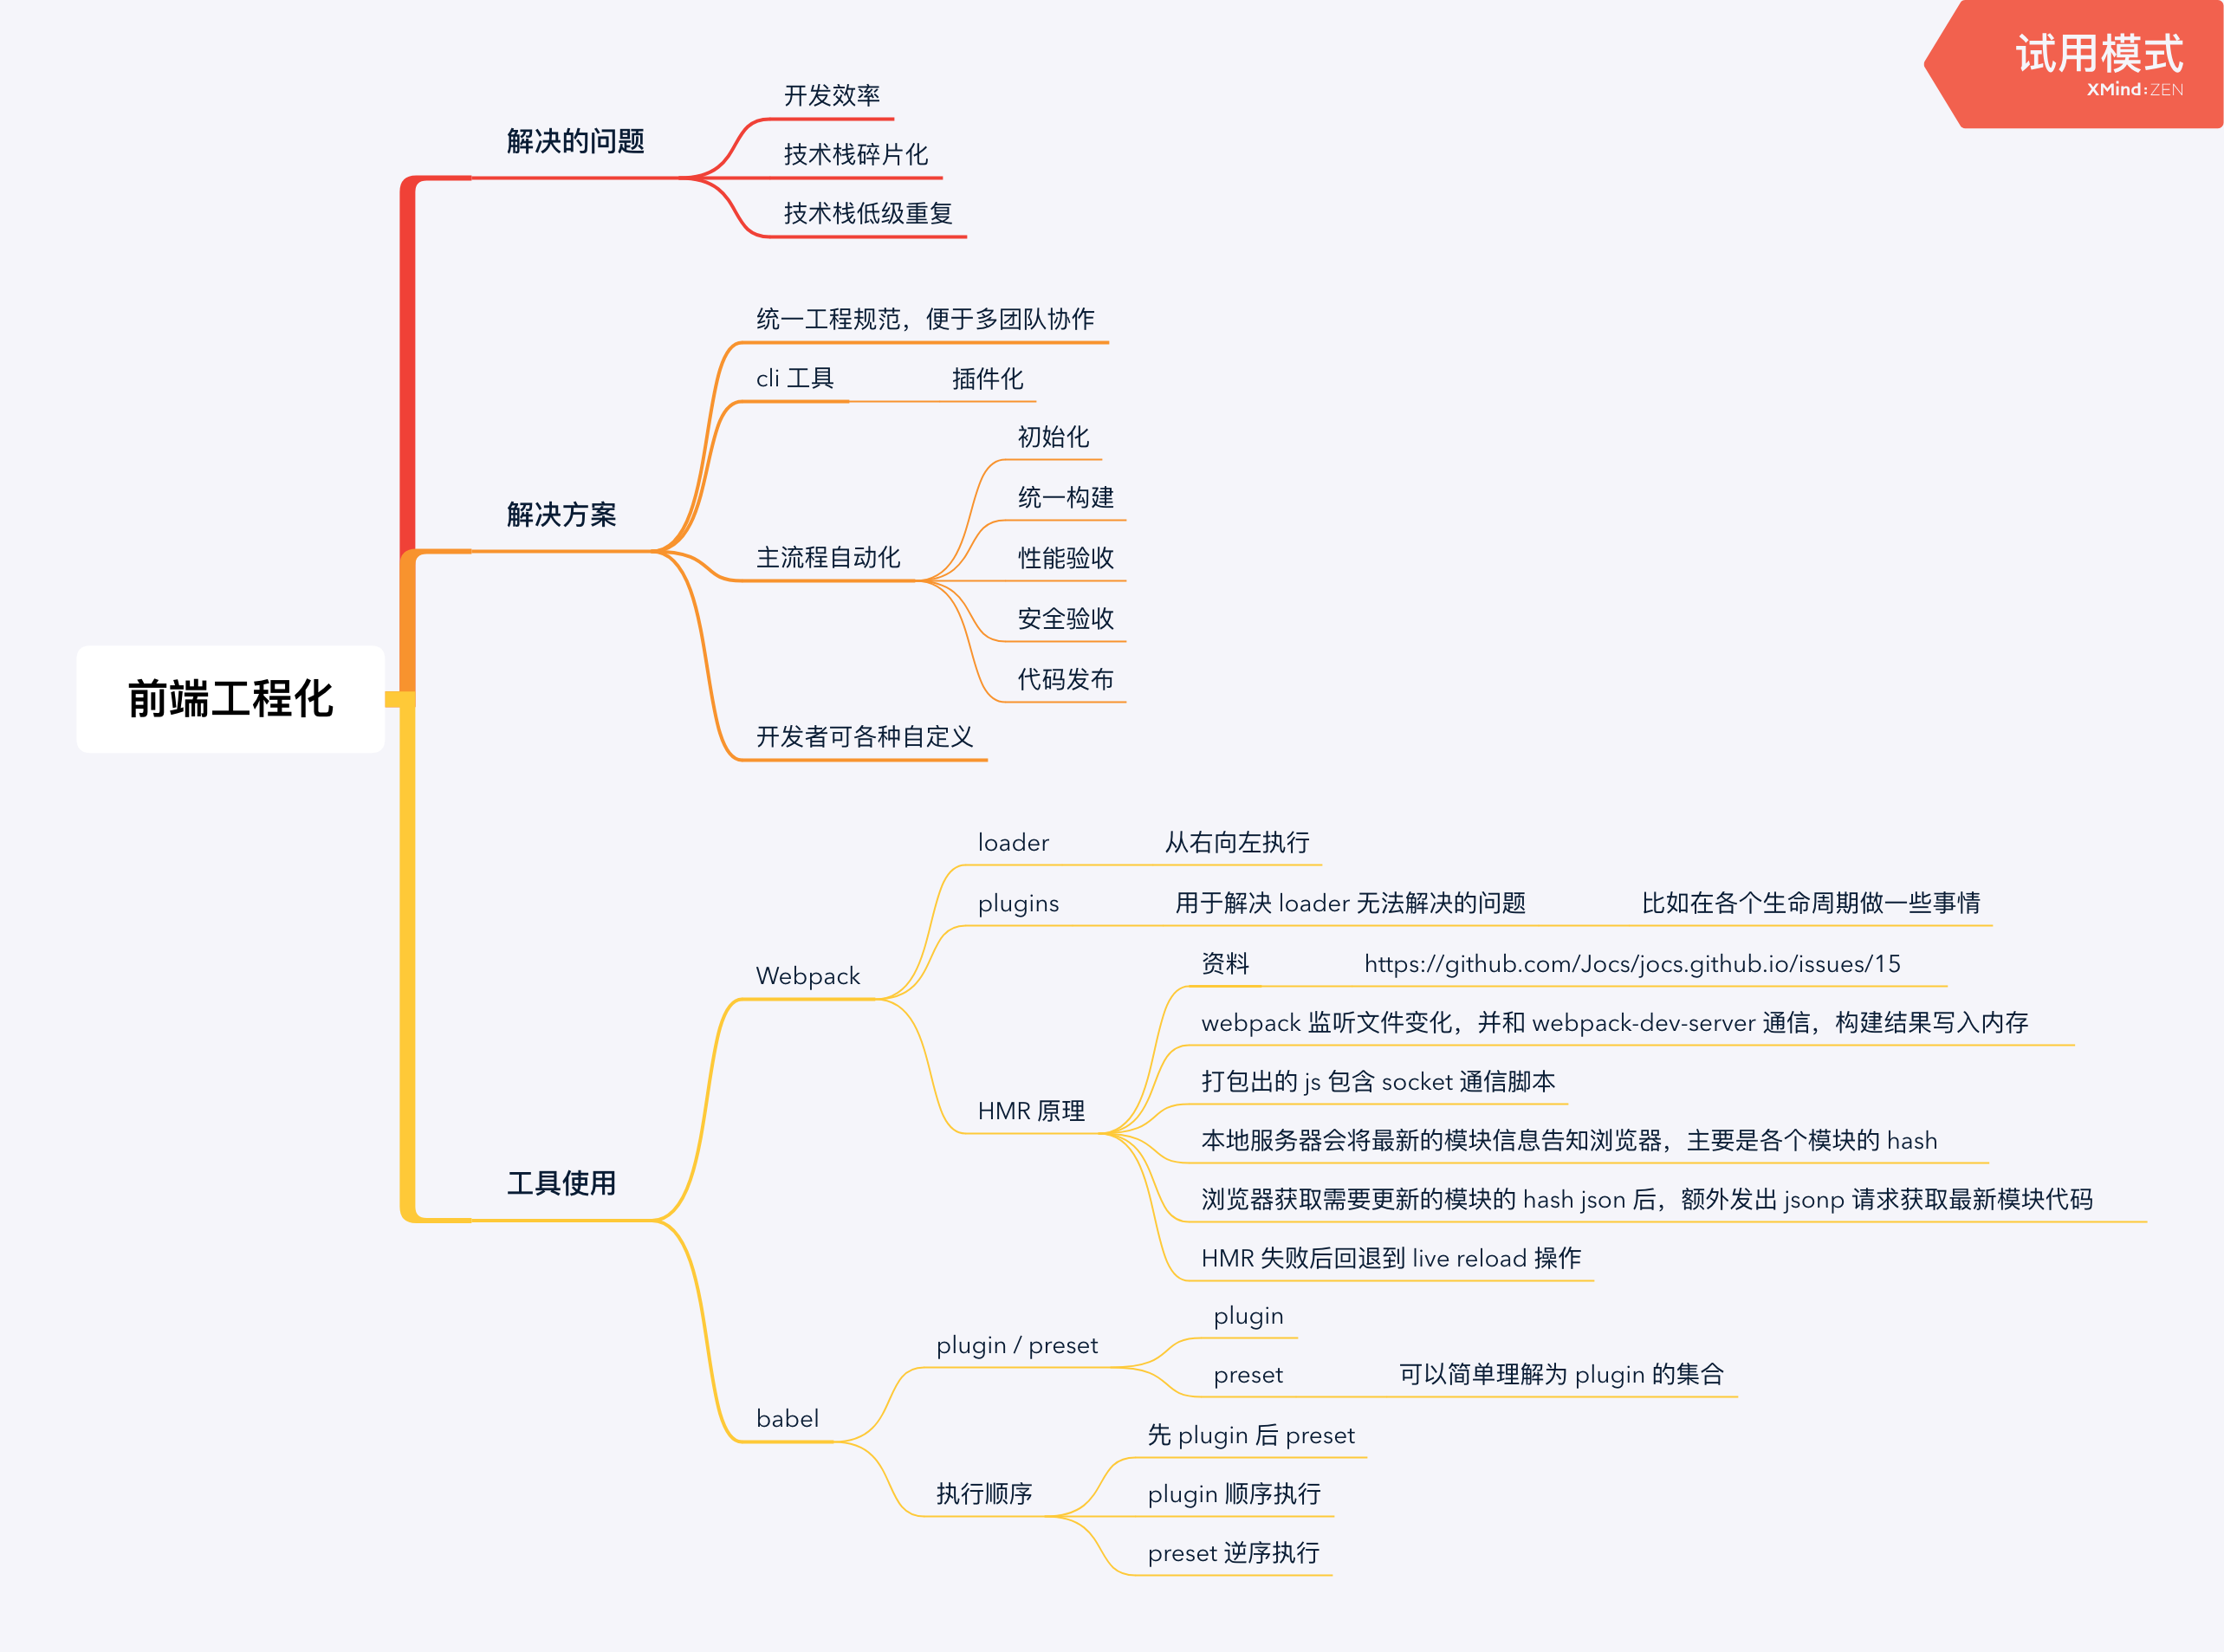 试用模式
XMind:ZEN
前端工程化
解决的问题
开发效率
技术栈碎片化
技术栈低级重复
解决方案
统一工程规范，便于多团队协作
cli 工具
插件化
主流程自动化
初始化
统一构建
性能验收
安全验收
代码发布
开发者可各种自定义
工具使用
Webpack
loader
从右向左执行
plugins
用于解决 loader 无法解决的问题
比如在各个生命周期做一些事情
HMR 原理
资料
https://github.com/Jocs/jocs.github.io/issues/15
webpack 监听文件变化，并和 webpack-dev-server 通信，构建结果写入内存
打包出的 js 包含 socket 通信脚本
本地服务器会将最新的模块信息告知浏览器，主要是各个模块的 hash
浏览器获取需要更新的模块的 hash json 后，额外发出 jsonp 请求获取最新模块代码
HMR 失败后回退到 live reload 操作
babel
plugin / preset
plugin
preset
可以简单理解为 plugin 的集合
执行顺序
先 plugin 后 preset
plugin 顺序执行
preset 逆序执行